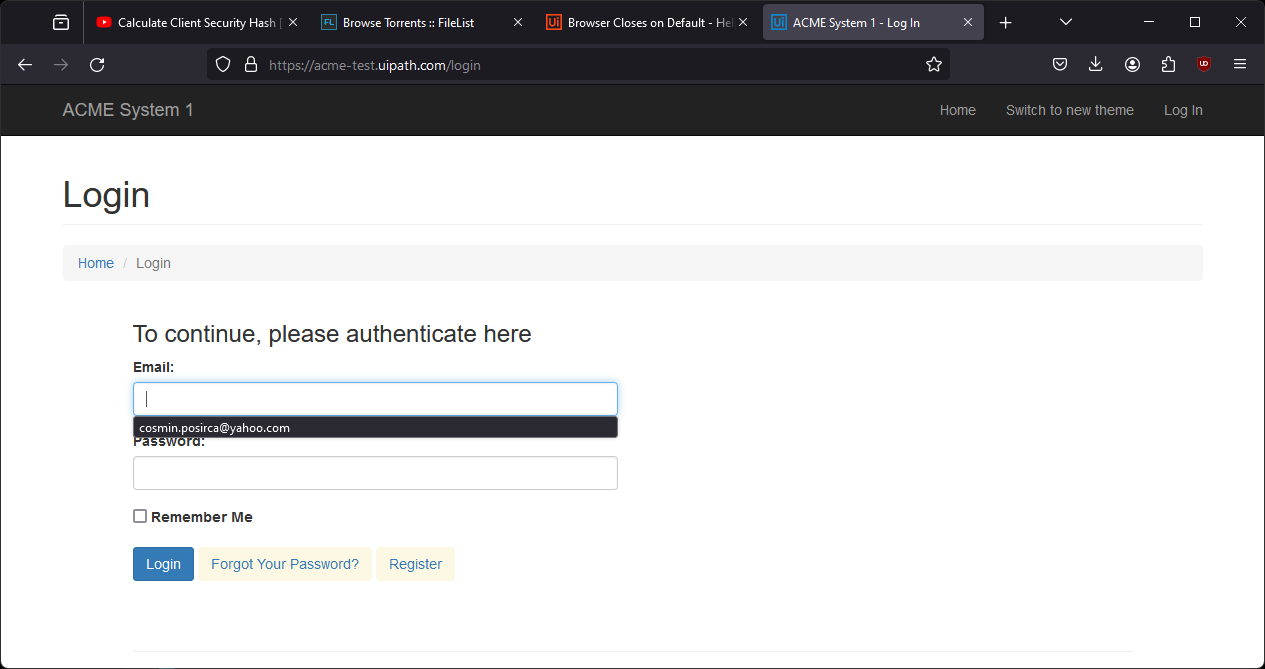 Calculate Client Security Hash |
FL Browse Torrents :: FileList
Ui Browser Closes on Default - Hel
Ui ACME System 1 - Log In
https://acme-test.uipath.com/login
ACME System 1
Home Switch to new theme Log In
Login
Home / Login
To continue, please authenticate here
Email:
cosmin.posirca@yahoo.com
Password:
Remember Me
Login Forgot Your Password? Register